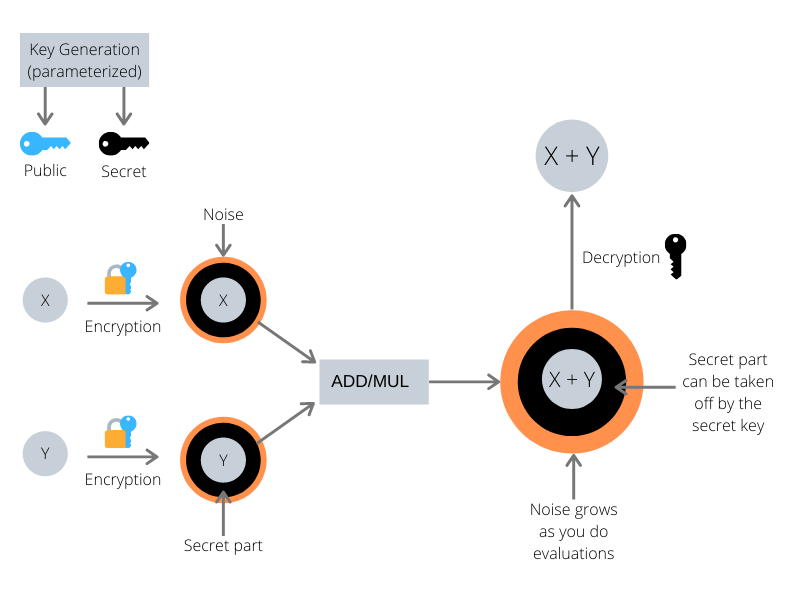 Key Generation
(parameterized)
Public
Secret
Noise
X
Encryption
X
Y
Encryption
Y
Secret part
ADD/MUL
X + Y
Decryption
X + Y
Secret part
can be taken
off by the
secret key
Noise grows
as you do
evaluations